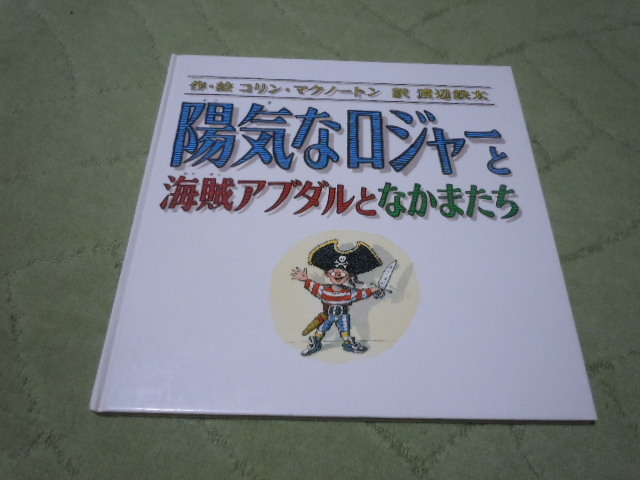 作・絵 コリン・マクノートン 訳 渡辺鉄太
陽気なロジャーと
海賊アブダルとなかまたち